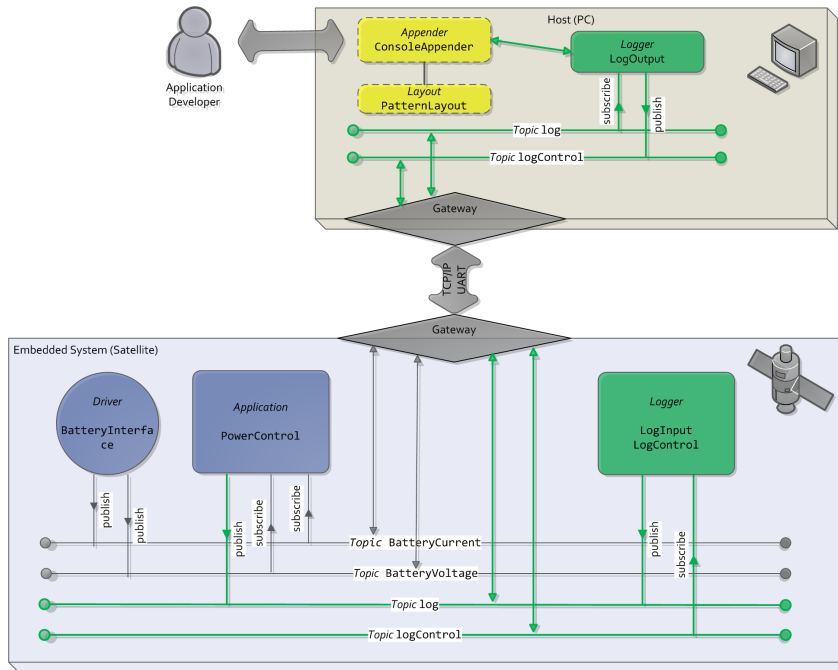 Host (PC)
Appender
ConsoleAppender
Logger
LogOutput
Application
Developer
Layout
PatternLayout
subscribe
publish
Topic log
Topic logControl
Gateway
TCP/IP
UART
Gateway
Embedded System (Satellite)
Driver
BatteryInterfa
ce
Application
PowerControl
Logger
LogInput
LogControl
publish
publish
publish
subscribe
subscribe
publish
subscribe
Topic BatteryCurrent
Topic BatteryVoltage
Topic log
Topic logControl